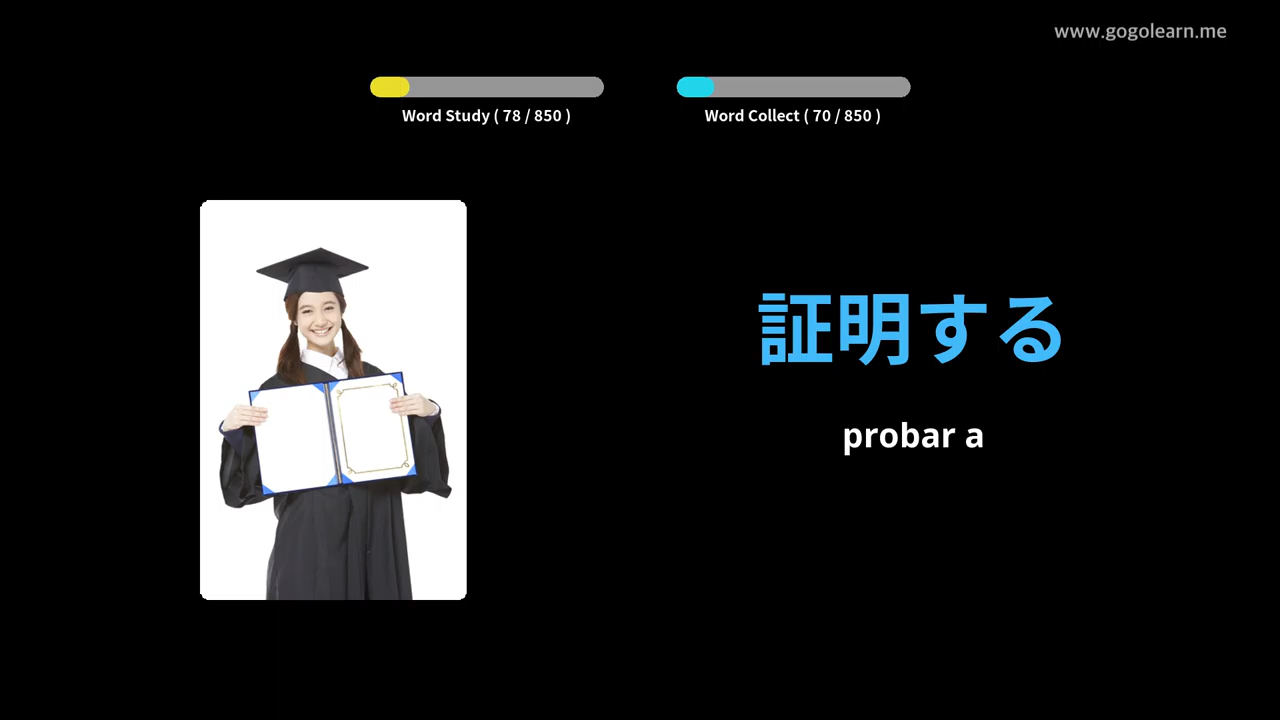 www.gogolearn.me
Word Study ( 78 / 850 )
Word Collect ( 70 / 850 )
証明する
probar a